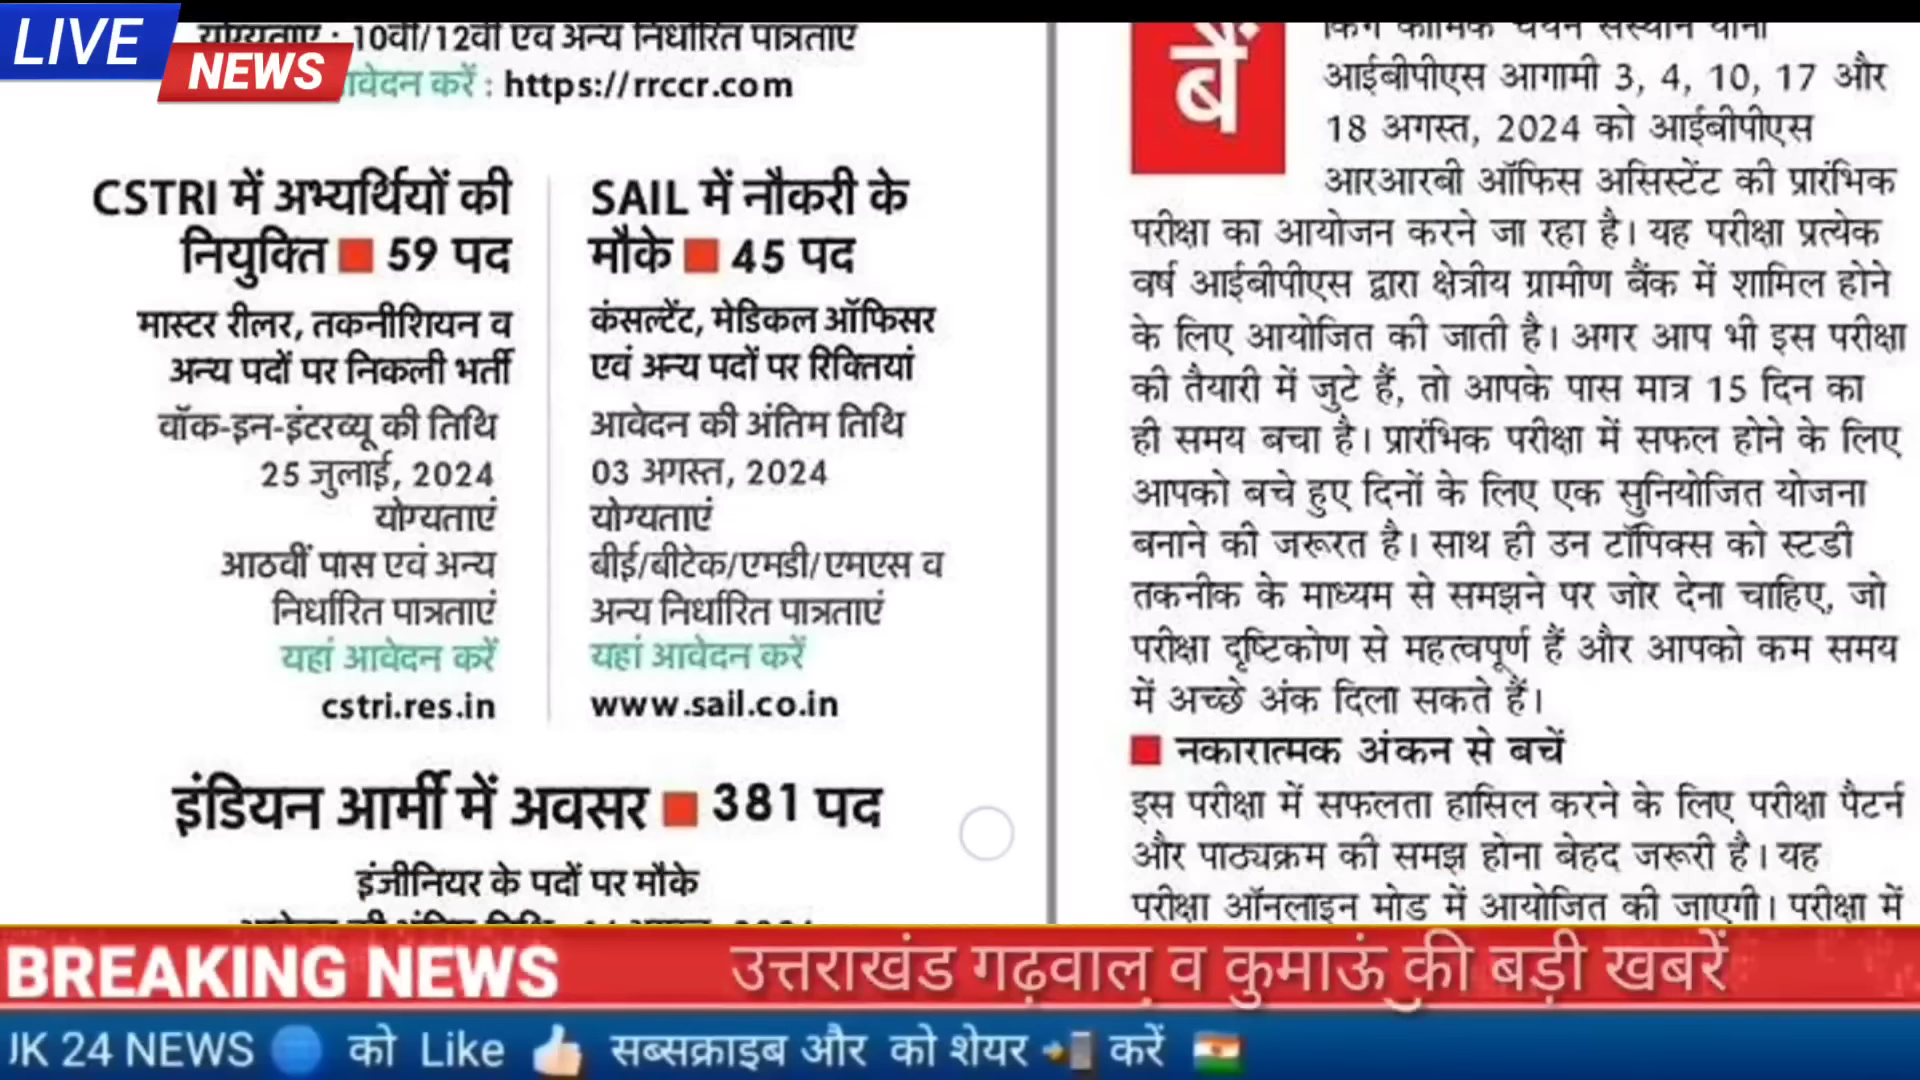 LIVE
NEWS
योग्यताएं : 10वीं/12वीं एवं अन्य निर्धारित पात्रताएं
आवेदन करें : https://rrccr.com
CSTRI में अभ्यर्थियों की
नियुक्ति 59 पद
मास्टर रीलर, तकनीशियन व
अन्य पदों पर निकली भर्ती
वॉक-इन-इंटरव्यू की तिथि
25 जुलाई, 2024
योग्यताएं
आठवीं पास एवं अन्य
निर्धारित पात्रताएं
यहां आवेदन करें
cstri.res.in
SAIL में नौकरी के
मौके 45 पद
कंसल्टेंट, मेडिकल ऑफिसर
एवं अन्य पदों पर रिक्तियां
आवेदन की अंतिम तिथि
03 अगस्त, 2024
योग्यताएं
बीई/बीटेक/एमडी/एमएस व
अन्य निर्धारित पात्रताएं
यहां आवेदन करें
www.sail.co.in
इंडियन आर्मी में अवसर 381 पद
इंजीनियर के पदों पर मौके
बैं
किंग कार्मिक चयन संस्थान यानी
आईबीपीएस आगामी 3, 4, 10, 17 और
18 अगस्त, 2024 को आईबीपीएस
आरआरबी ऑफिस असिस्टेंट की प्रारंभिक
परीक्षा का आयोजन करने जा रहा है। यह परीक्षा प्रत्येक
वर्ष आईबीपीएस द्वारा क्षेत्रीय ग्रामीण बैंक में शामिल होने
के लिए आयोजित की जाती है। अगर आप भी इस परीक्षा
की तैयारी में जुटे हैं, तो आपके पास मात्र 15 दिन का
ही समय बचा है। प्रारंभिक परीक्षा में सफल होने के लिए
आपको बचे हुए दिनों के लिए एक सुनियोजित योजना
बनाने की जरूरत है। साथ ही उन टॉपिक्स को स्टडी
तकनीक के माध्यम से समझने पर जोर देना चाहिए, जो
परीक्षा दृष्टिकोण से महत्वपूर्ण हैं और आपको कम समय
में अच्छे अंक दिला सकते हैं।
नकारात्मक अंकन से बचें
इस परीक्षा में सफलता हासिल करने के लिए परीक्षा पैटर्न
और पाठ्यक्रम की समझ होना बेहद जरूरी है। यह
परीक्षा ऑनलाइन मोड में आयोजित की जाएगी। परीक्षा में
BREAKING NEWS
उत्तराखंड गढ़वाल व कुमाऊं की बड़ी खबरें
UK 24 NEWS को Like सब्सक्राइब और को शेयर करें